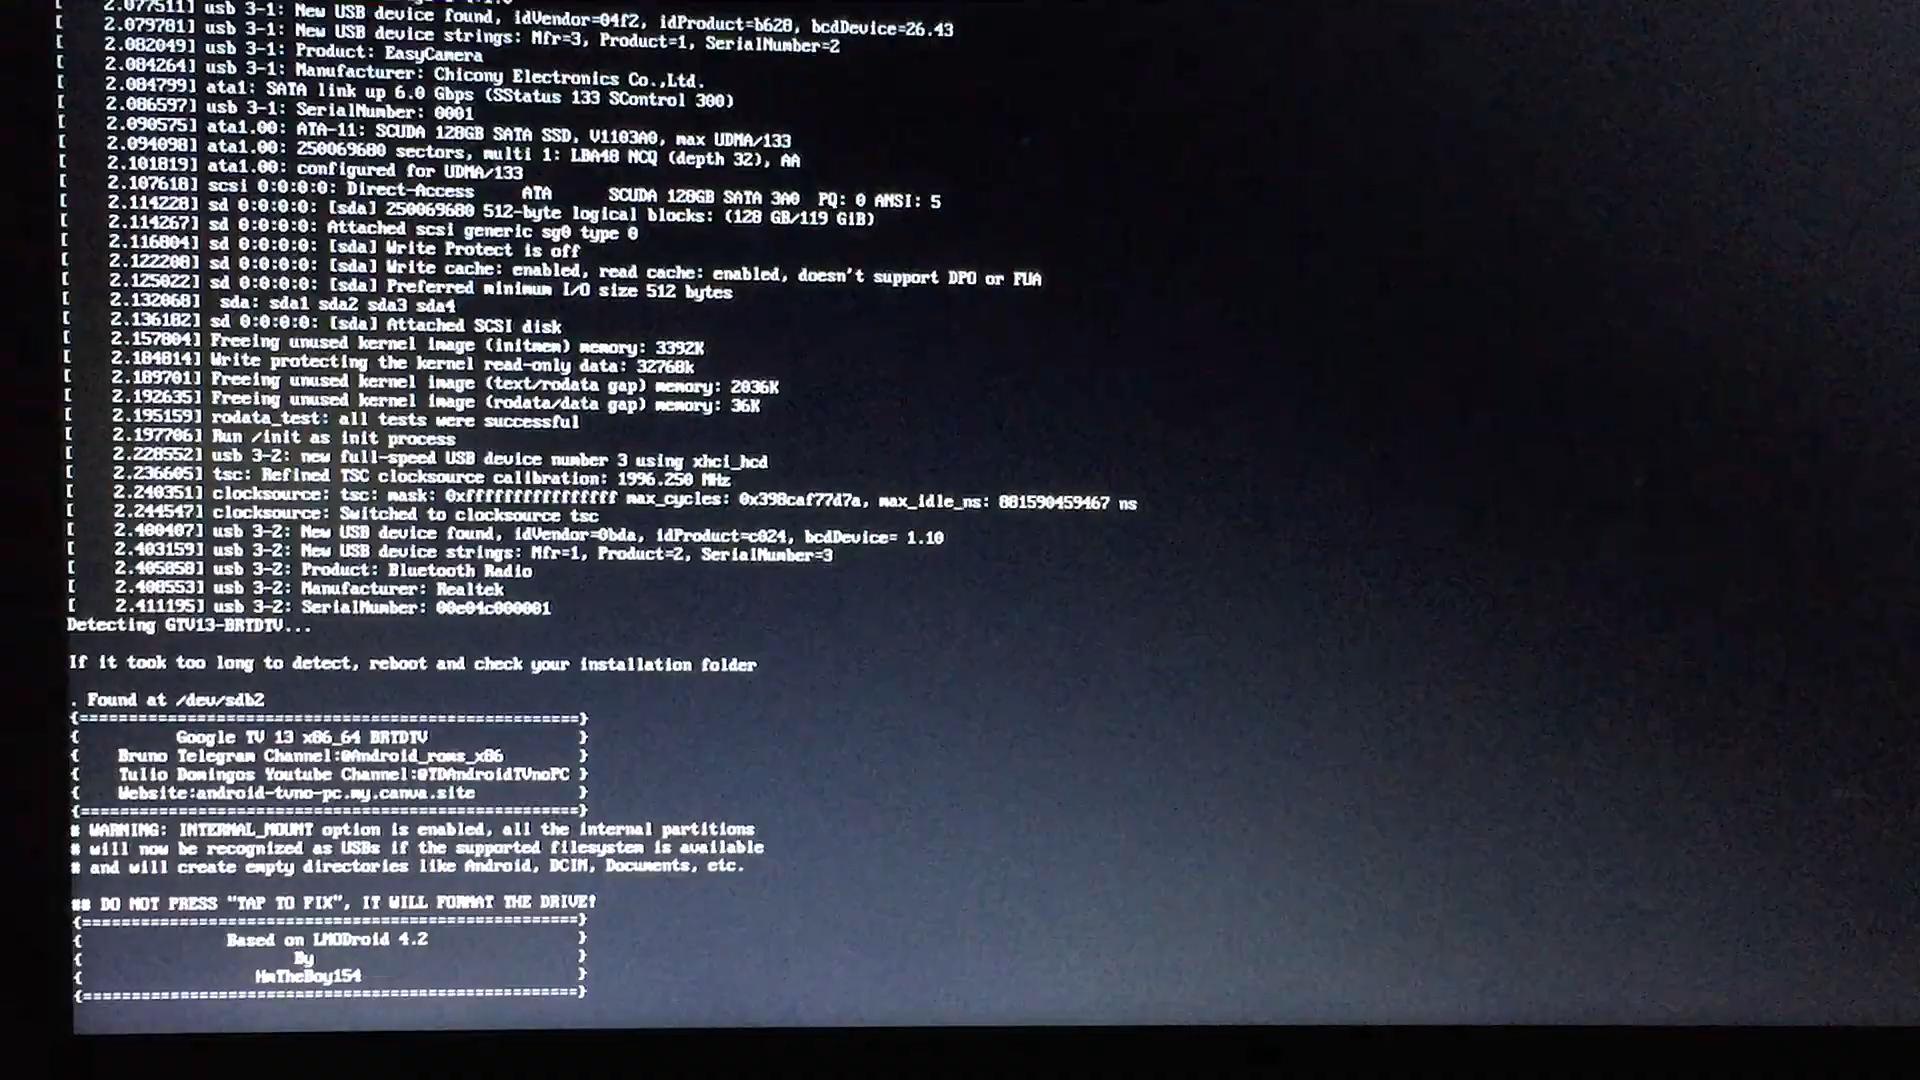 [    2.077511] usb 3-1: New USB device found, idVendor=04f2, idProduct=b628, bcdDevice=26.43
[    2.079781] usb 3-1: New USB device strings: Mfr=3, Product=1, SerialNumber=2
[    2.082049] usb 3-1: Product: EasyCamera
[    2.084264] usb 3-1: Manufacturer: Chicony Electronics Co.,Ltd.
[    2.084799] ata1: SATA link up 6.0 Gbps (SStatus 133 SControl 300)
[    2.086597] usb 3-1: SerialNumber: 0001
[    2.090575] ata1.00: ATA-11: SCUDA 128GB SATA SSD, V1103A0, max UDMA/133
[    2.094098] ata1.00: 250069680 sectors, multi 1: LBA48 NCQ (depth 32), AA
[    2.101819] ata1.00: configured for UDMA/133
[    2.107618] scsi 0:0:0:0: Direct-Access     ATA      SCUDA 128GB SATA 3A0  PQ: 0 ANSI: 5
[    2.114228] sd 0:0:0:0: [sda] 250069680 512-byte logical blocks: (128 GB/119 GiB)
[    2.114267] sd 0:0:0:0: Attached scsi generic sg0 type 0
[    2.116804] sd 0:0:0:0: [sda] Write Protect is off
[    2.122208] sd 0:0:0:0: [sda] Write cache: enabled, read cache: enabled, doesn't support DPO or FUA
[    2.125022] sd 0:0:0:0: [sda] Preferred minimum I/O size 512 bytes
[    2.132068]  sda: sda1 sda2 sda3 sda4
[    2.136182] sd 0:0:0:0: [sda] Attached SCSI disk
[    2.157804] Freeing unused kernel image (initmem) memory: 3392K
[    2.184814] Write protecting the kernel read-only data: 32768k
[    2.189701] Freeing unused kernel image (text/rodata gap) memory: 2036K
[    2.192635] Freeing unused kernel image (rodata/data gap) memory: 36K
[    2.195159] rodata_test: all tests were successful
[    2.197706] Run /init as init process
[    2.228552] usb 3-2: new full-speed USB device number 3 using xhci_hcd
[    2.236605] tsc: Refined TSC clocksource calibration: 1996.250 MHz
[    2.240351] clocksource: tsc: mask: 0xffffffffffffffff max_cycles: 0x398caf77d7a, max_idle_ns: 881590459467 ns
[    2.244547] clocksource: Switched to clocksource tsc
[    2.400407] usb 3-2: New USB device found, idVendor=0bda, idProduct=c024, bcdDevice= 1.10
[    2.403159] usb 3-2: New USB device strings: Mfr=1, Product=2, SerialNumber=3
[    2.405858] usb 3-2: Product: Bluetooth Radio
[    2.408553] usb 3-2: Manufacturer: Realtek
[    2.411195] usb 3-2: SerialNumber: 00e04c000001
Detecting GTV13-BRTDTV...
If it took too long to detect, reboot and check your installation folder
. Found at /dev/sdb2
{===================================================}
{          Google TV 13 x86_64 BRTDTV               }
{    Bruno Telegram Channel:@Android_roms_x86       }
{    Tulio Domingos Youtube Channel:@TDAndroidTVnoPC }
{    Website:android-tvno-pc.my.canva.site          }
{===================================================}
# WARNING: INTERNAL_MOUNT option is enabled, all the internal partitions
# will now be recognized as USBs if the supported filesystem is available
# and will create empty directories like Android, DCIM, Documents, etc.
## DO NOT PRESS "TAP TO FIX", IT WILL FORMAT THE DRIVE!
{===================================================}
{               Based on LMODroid 4.2               }
{                      By                           }
{                  HmTheBoy154                      }
{===================================================}